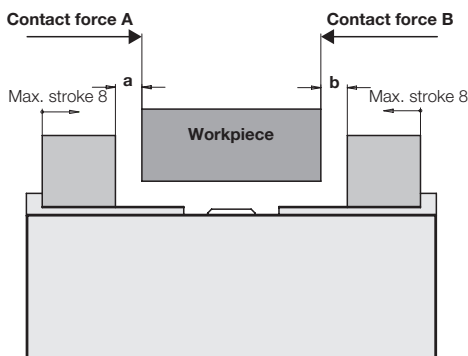 Contact force A
Contact force B
a
b
Max. stroke 8
Max. stroke 8
Workpiece